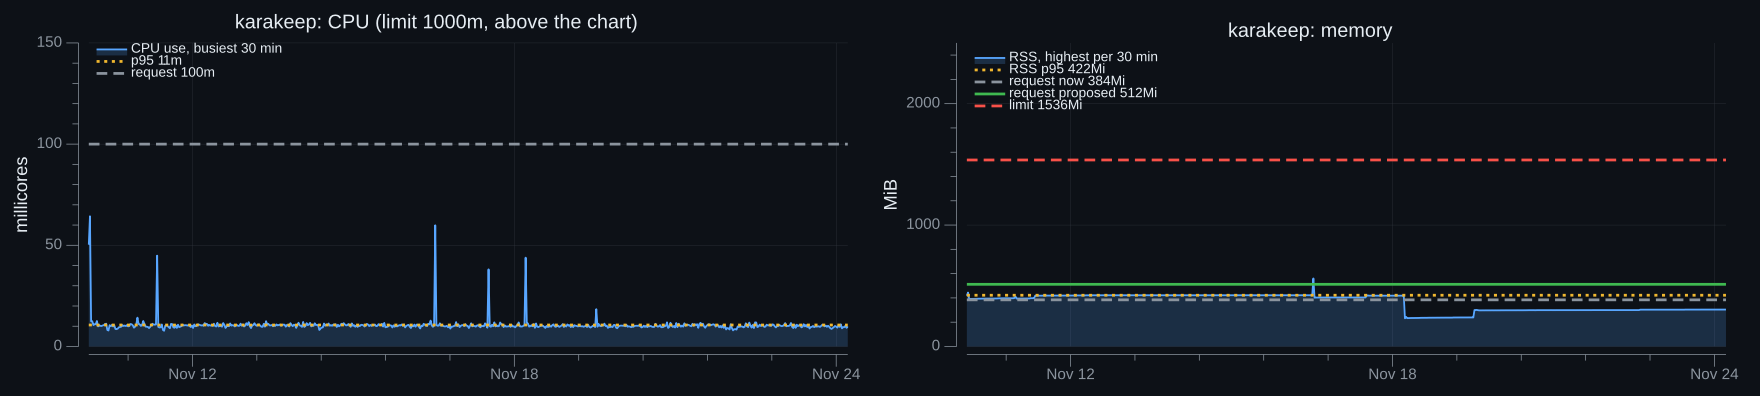 karakeep: CPU (limit 1000m, above the chart)
CPU use, busiest 30 min
p95 11m
request 100m
150
100
50
0
millicores
Nov 12
Nov 18
Nov 24
karakeep: memory
RSS, highest per 30 min
RSS p95 422Mi
request now 384Mi
request proposed 512Mi
limit 1536Mi
2000
1000
0
MiB
Nov 12
Nov 18
Nov 24